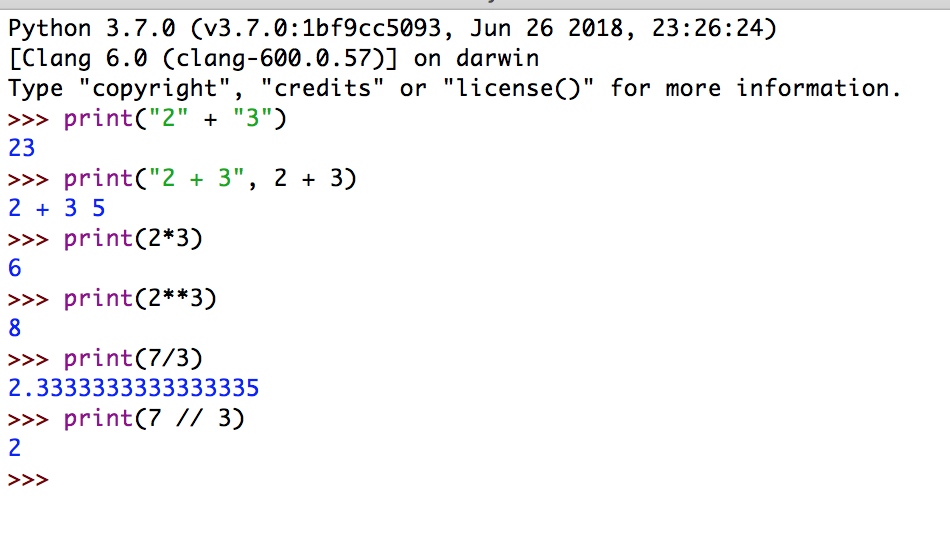 Python 3.7.0 (v3.7.0:1bf9cc5093, Jun 26 2018, 23:26:24)
[Clang 6.0 (clang-600.0.57)] on darwin
Type "copyright", "credits" or "license()" for more information.
>>> print("2" + "3")
23
>>> print("2 + 3", 2 + 3)
2 + 3 5
>>> print(2*3)
6
>>> print(2**3)
8
>>> print(7/3)
2.3333333333333335
>>> print(7 // 3)
2
>>>